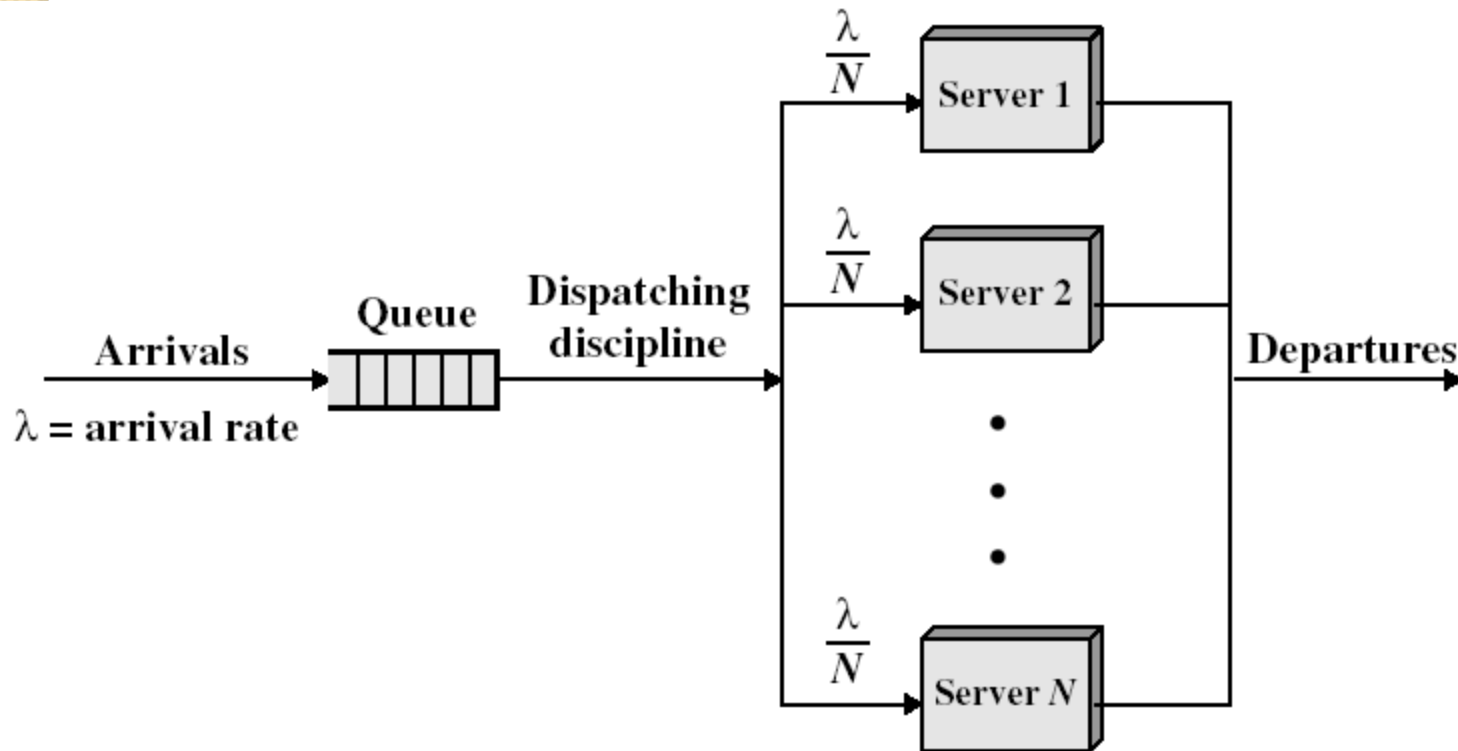 Arrivals
λ = arrival rate
Queue
Dispatching
discipline
λ
N
Server 1
λ
N
Server 2
λ
N
Server N
Departures